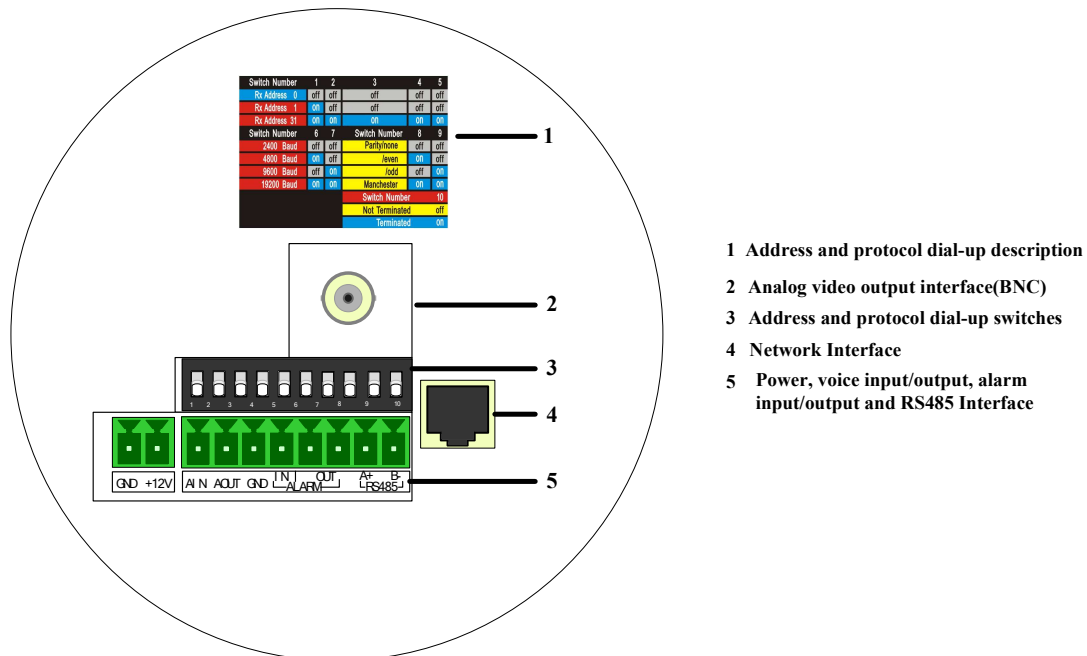 Switch Number 1 2 3 4 5
Rx Address 0 off off off off off
Rx Address 1 on off off off off
Rx Address 31 on on on on on
Switch Number 6 7 Switch Number 8 9
2400 Baud off off Parity/none off off
4800 Baud on off /even on off
9600 Baud off on /odd off on
19200 Baud on on Manchester on on
Switch Number 10
Not Terminated off
Terminated on
1
2
3
4
5
1 2 3 4 5 6 7 8 9 10
GND +12V AIN AOUT GND IN OUT A+ B-
ALARM RS485
1 Address and protocol dial-up description
2 Analog video output interface(BNC)
3 Address and protocol dial-up switches
4 Network Interface
5 Power, voice input/output, alarm
input/output and RS485 Interface